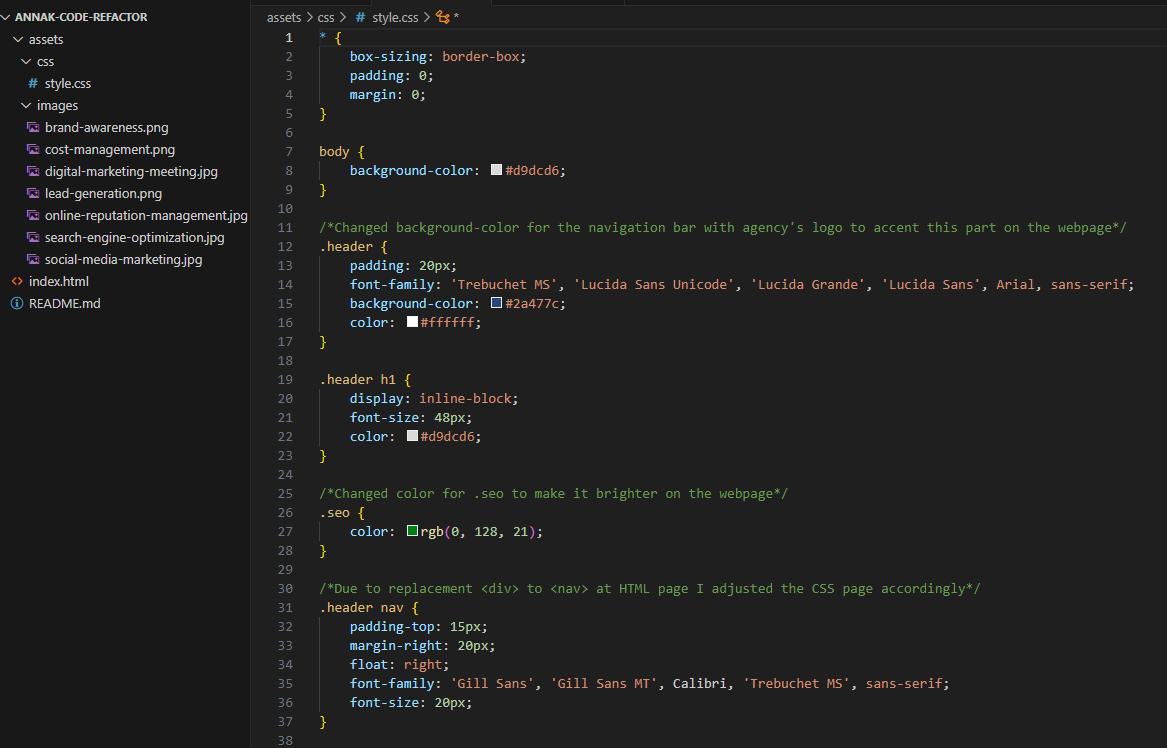 ANNAK-CODE-REFACTOR
assets
css
# style.css
images
brand-awareness.png
cost-management.png
digital-marketing-meeting.jpg
lead-generation.png
online-reputation-management.jpg
search-engine-optimization.jpg
social-media-marketing.jpg
<> index.html
README.md
assets > css > # style.css > *
1 * {
2 box-sizing: border-box;
3 padding: 0;
4 margin: 0;
5 }
6
7 body {
8 background-color: #d9dcd6;
9 }
10
11 /*Changed background-color for the navigation bar with agency's logo to accent this part on the webpage*/
12 .header {
13 padding: 20px;
14 font-family: 'Trebuchet MS', 'Lucida Sans Unicode', 'Lucida Grande', 'Lucida Sans', Arial, sans-serif;
15 background-color: #2a477c;
16 color: #ffffff;
17 }
18
19 .header h1 {
20 display: inline-block;
21 font-size: 48px;
22 color: #d9dcd6;
23 }
24
25 /*Changed color for .seo to make it brighter on the webpage*/
26 .seo {
27 color: rgb(0, 128, 21);
28 }
29
30 /*Due to replacement <div> to <nav> at HTML page I adjusted the CSS page accordingly*/
31 .header nav {
32 padding-top: 15px;
33 margin-right: 20px;
34 float: right;
35 font-family: 'Gill Sans', 'Gill Sans MT', Calibri, 'Trebuchet MS', sans-serif;
36 font-size: 20px;
37 }
38